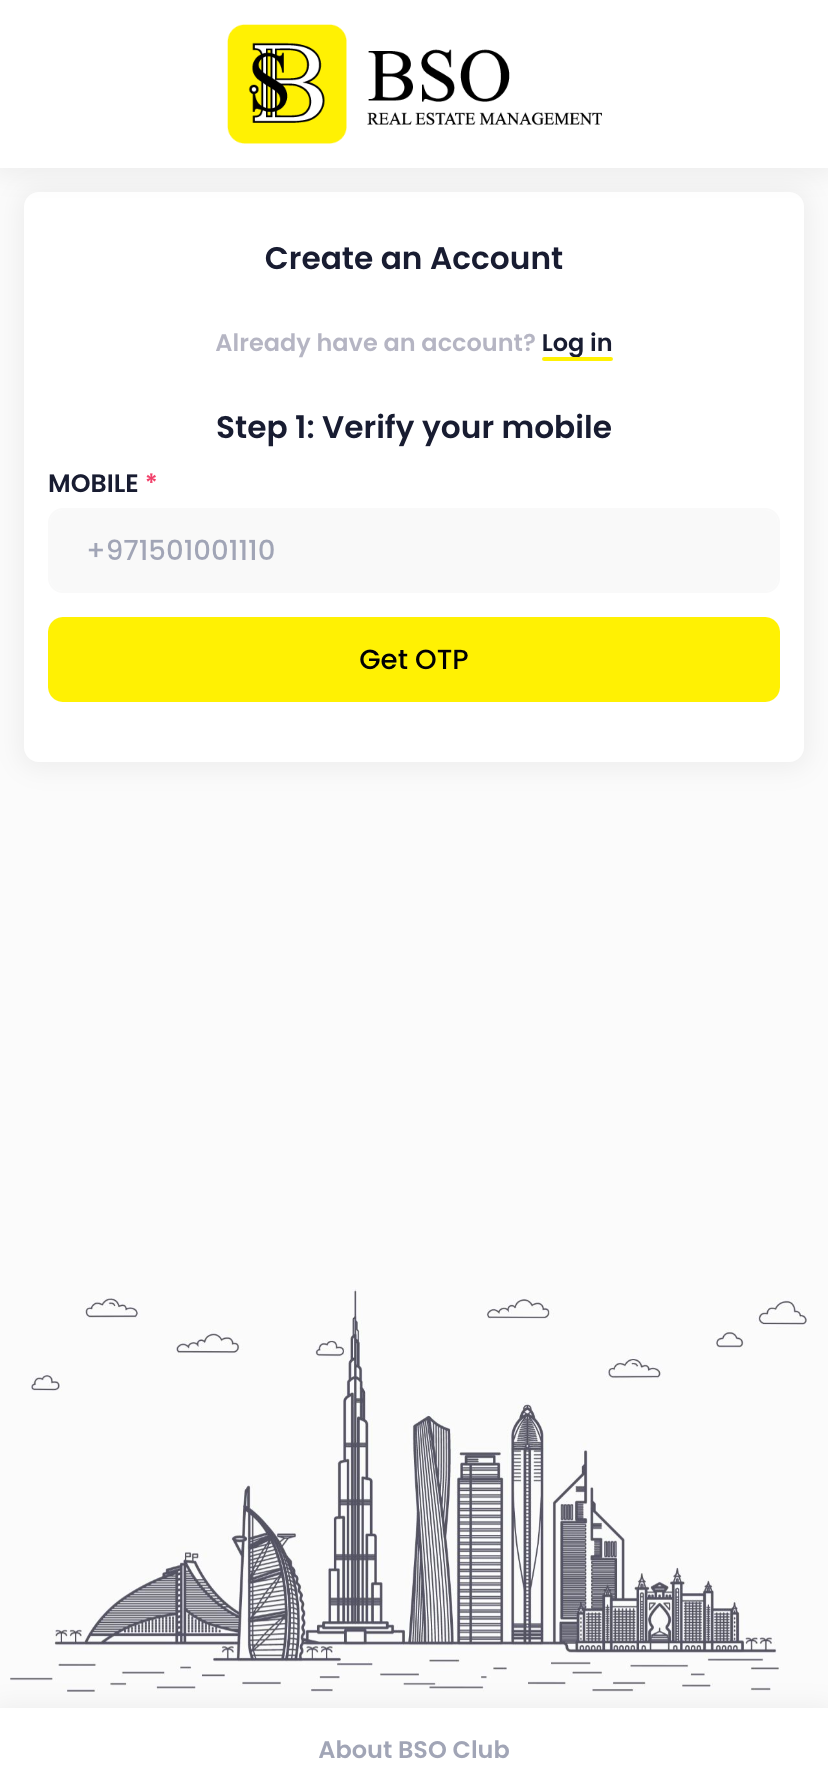 BSO
REAL ESTATE MANAGEMENT
Create an Account
Already have an account? Log in
Step 1: Verify your mobile
MOBILE *
+971501001110
Get OTP
About BSO Club